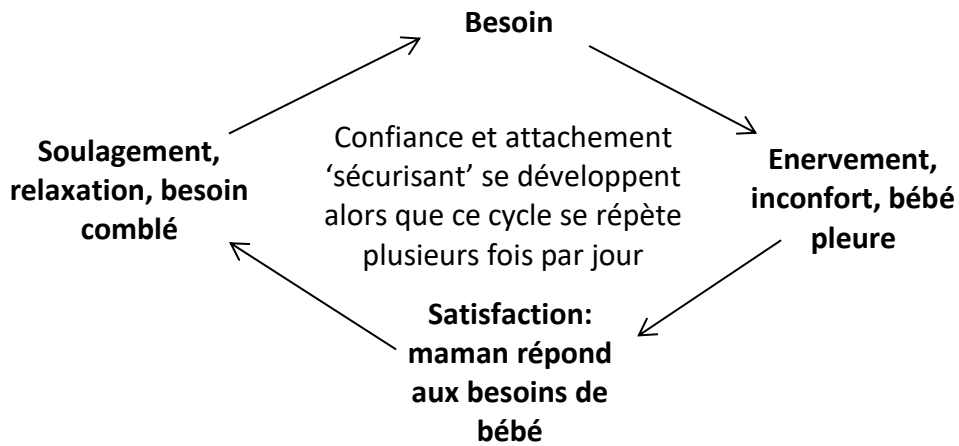 Besoin
Enervement,
inconfort, bébé
pleure
Satisfaction:
maman répond
aux besoins de
bébé
Soulagement,
relaxation, besoin
comblé
Confiance et attachement
‘sécurisant’ se développent
alors que ce cycle se répète
plusieurs fois par jour